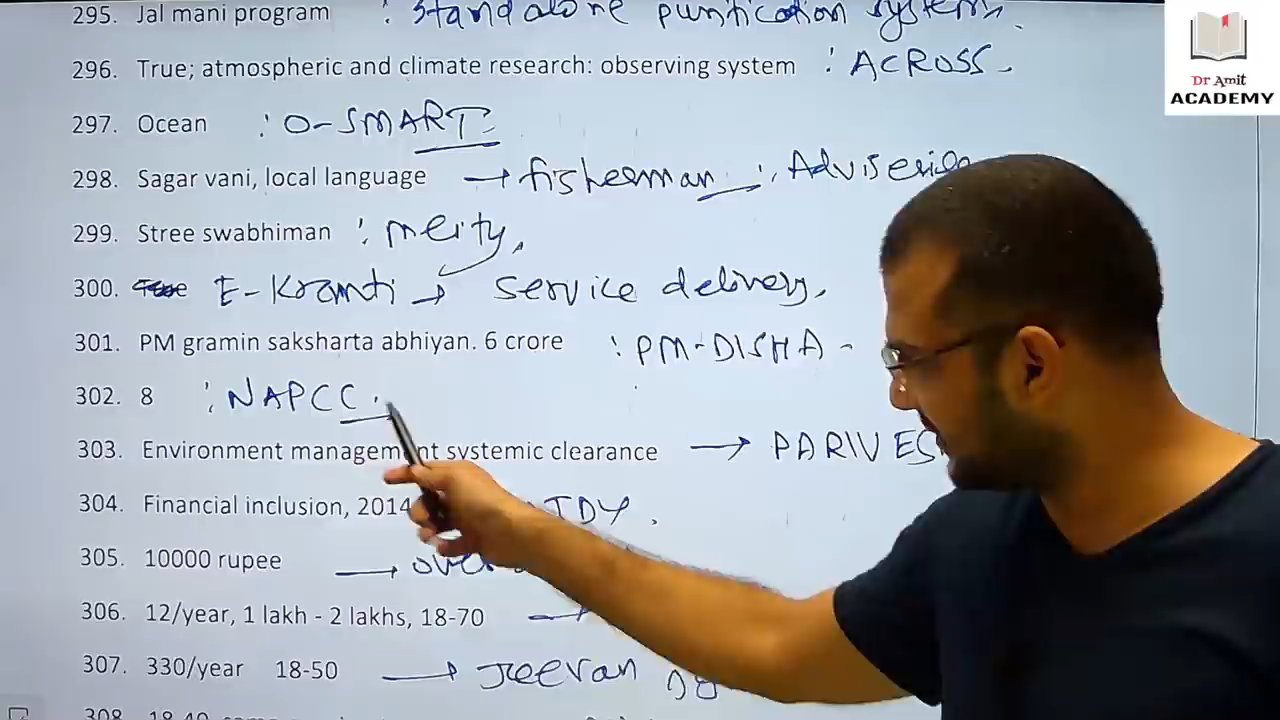 295. Jal mani program : standalone purification systems.
Dr Amit
ACADEMY
296. True; atmospheric and climate research: observing system : ACROSS.
297. Ocean : O-SMART
298. Sagar vani, local language → fisherman :
299. Stree swabhiman : meity,
300. E-Kranti → service delivery,
301. PM gramin saksharta abhiyan. 6 crore : PM-DISHA -
302. 8 : NAPCC.
303. Environment management systemic clearance →
304. Financial inclusion, 2014
305. 10000 rupee →
306. 12/year, 1 lakh - 2 lakhs, 18-70 →
307. 330/year 18-50 → Jeevan